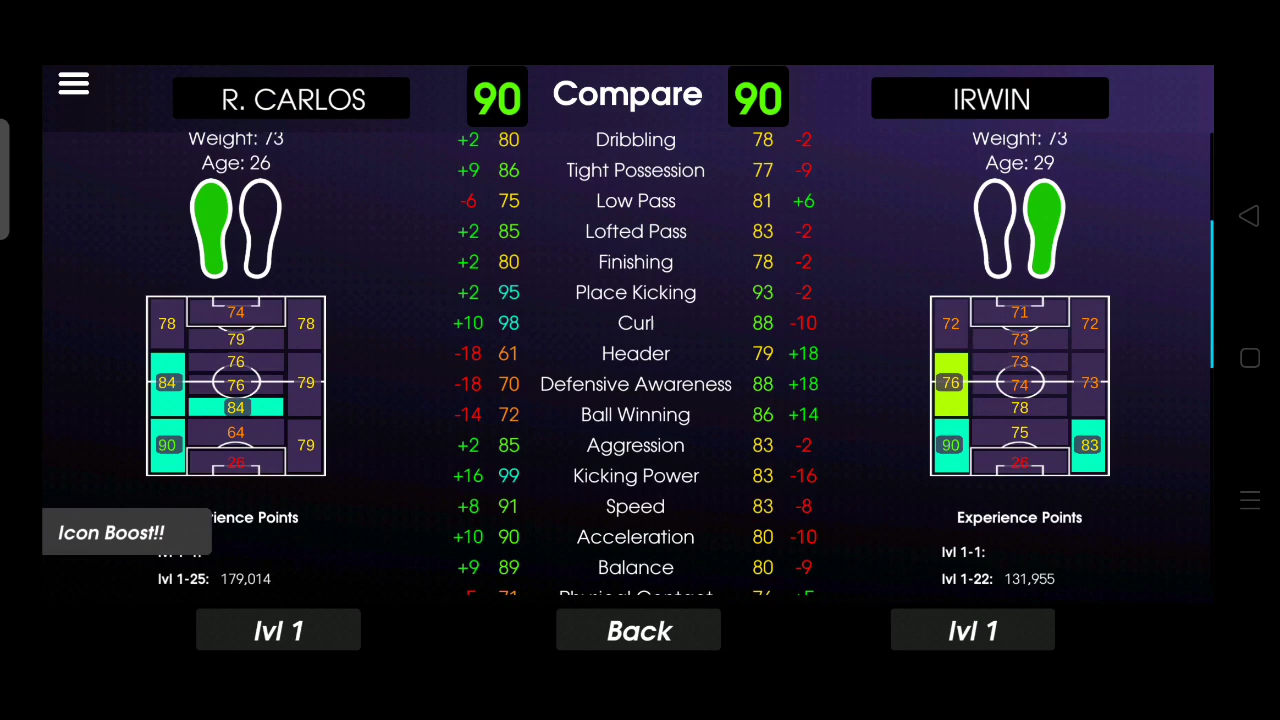 R. CARLOS 90 Compare 90 IRWIN
Weight: 73
Age: 26
Weight: 73
Age: 29
+2 80 Dribbling 78 -2
+9 86 Tight Possession 77 -9
-6 75 Low Pass 81 +6
+2 85 Lofted Pass 83 -2
+2 80 Finishing 78 -2
+2 95 Place Kicking 93 -2
+10 98 Curl 88 -10
-18 61 Header 79 +18
-18 70 Defensive Awareness 88 +18
-14 72 Ball Winning 86 +14
+2 85 Aggression 83 -2
+16 99 Kicking Power 83 -16
+8 91 Speed 83 -8
+10 90 Acceleration 80 -10
+9 89 Balance 80 -9
-5 71 Physical Contact 76 +5
74
78 78
79
76
84 76 79
84
64
90 79
26
71
72 72
73
73
76 74 73
78
75
90 83
26
ience Points
Icon Boost!!
lvl 1-25: 179,014
Experience Points
lvl 1-1:
lvl 1-22: 131,955
lvl 1 Back lvl 1